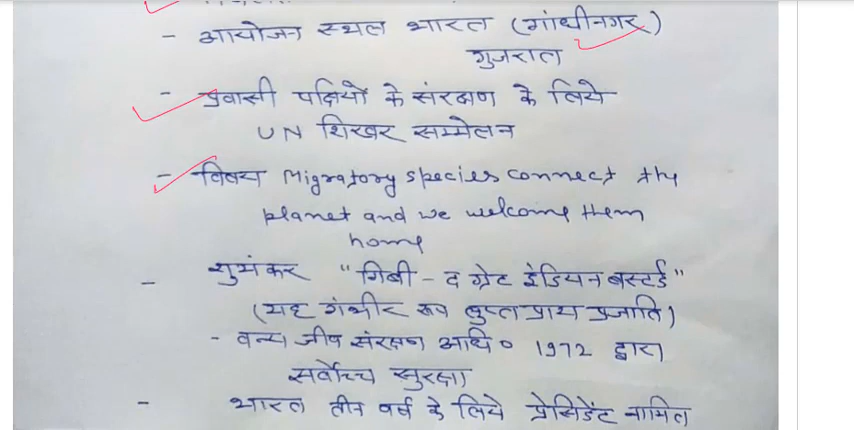 - आयोजन स्थल भारत (गांधीनगर)
गुजरात
- प्रवासी पक्षियों के संरक्षण के लिये
UN शिखर सम्मेलन
- विषय Migratory species connect the
planet and we welcome them
home
- शुभंकर "गिबी - द ग्रेट इंडियन बस्टर्ड"
(यह गंभीर रूप लुप्तप्राय प्रजाति)
- वन्य जीव संरक्षण अधि० 1972 द्वारा
सर्वोच्च सुरक्षा
- भारत तीन वर्ष के लिये प्रेसिडेंट नामित